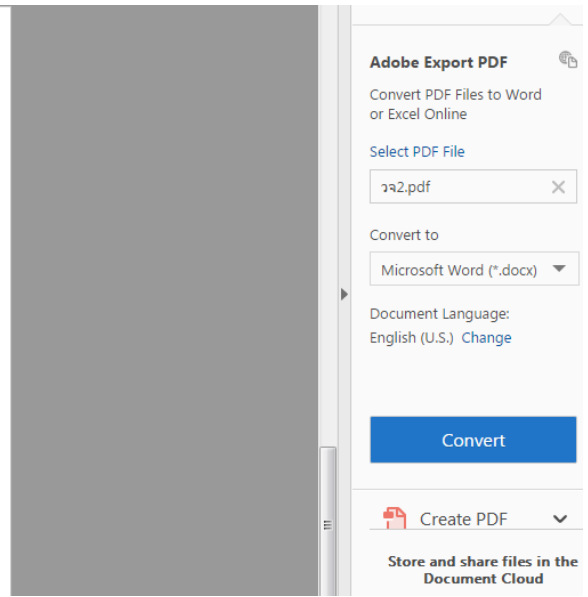 Adobe Export PDF
Convert PDF Files to Word
or Excel Online
Select PDF File
วจ2.pdf
Convert to
Microsoft Word (*.docx)
Document Language:
English (U.S.) Change
Convert
Create PDF
Store and share files in the
Document Cloud